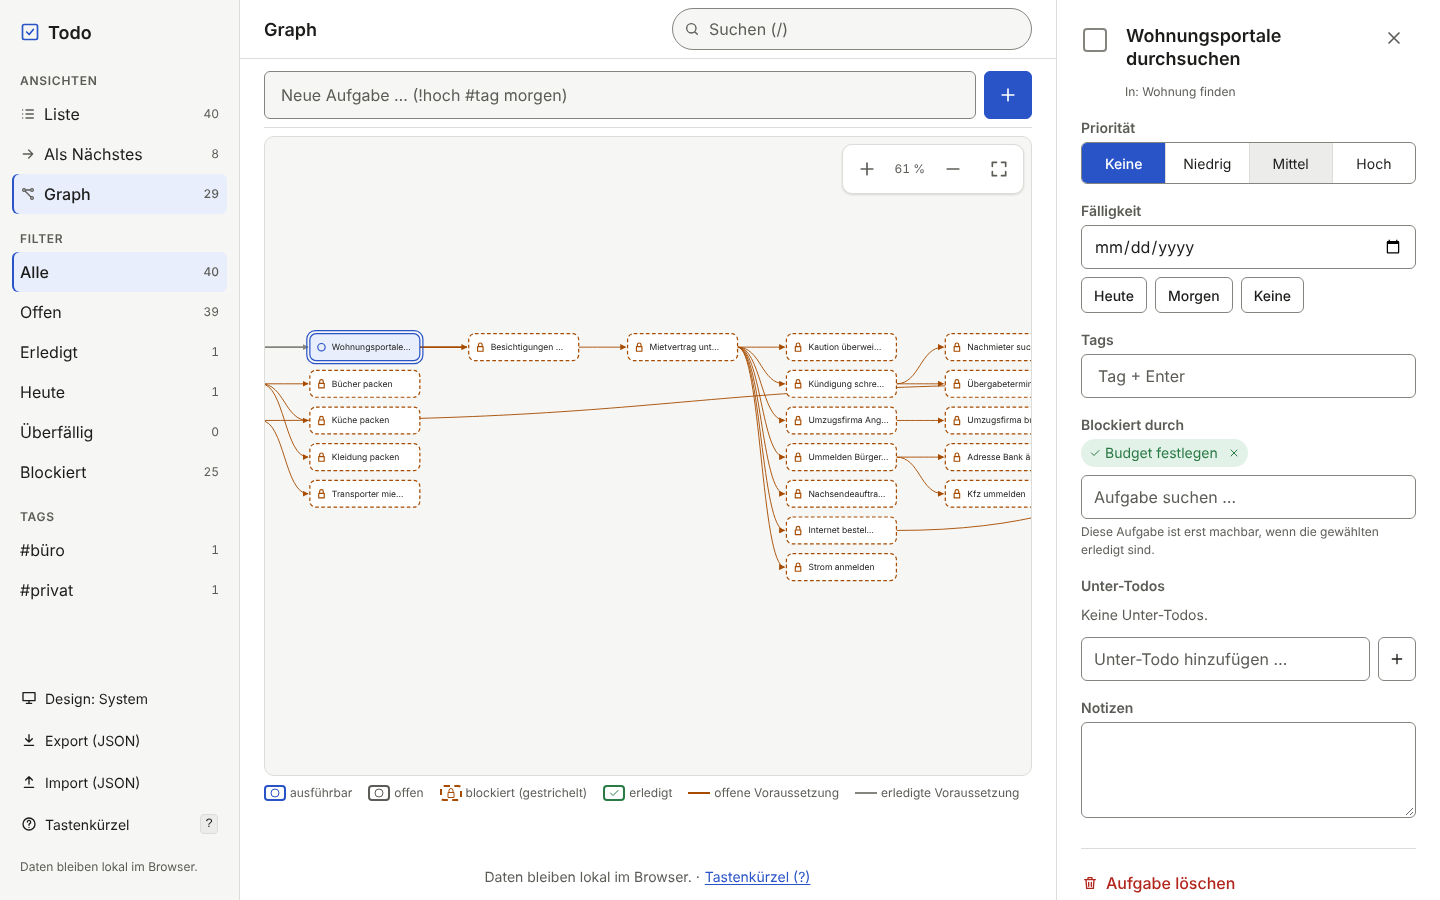 Todo
ANSICHTEN
Liste 40
Als Nächstes 8
Graph 29
FILTER
Alle 40
Offen 39
Erledigt 1
Heute 1
Überfällig 0
Blockiert 25
TAGS
#büro 1
#privat 1
Design: System
Export (JSON)
Import (JSON)
Tastenkürzel ?
Daten bleiben lokal im Browser.
Graph
Suchen (/)
Neue Aufgabe ... (!hoch #tag morgen)
61 %
Wohnungsportale...
Besichtigungen ...
Mietvertrag unt...
Kaution überwei...
Nachmieter suc
Bücher packen
Kündigung schre...
Übergabetermin
Küche packen
Umzugsfirma Ang...
Umzugsfirma bu
Kleidung packen
Ummelden Bürger...
Adresse Bank ä
Transporter mie...
Nachsendeauftra...
Kfz ummelden
Internet bestel...
Strom anmelden
ausführbar
offen
blockiert (gestrichelt)
erledigt
offene Voraussetzung
erledigte Voraussetzung
Daten bleiben lokal im Browser. · Tastenkürzel (?)
Wohnungsportale
durchsuchen
In: Wohnung finden
Priorität
Keine Niedrig Mittel Hoch
Fälligkeit
mm/dd/yyyy
Heute Morgen Keine
Tags
Tag + Enter
Blockiert durch
Budget festlegen
Aufgabe suchen ...
Diese Aufgabe ist erst machbar, wenn die gewählten
erledigt sind.
Unter-Todos
Keine Unter-Todos.
Unter-Todo hinzufügen ...
Notizen
Aufgabe löschen